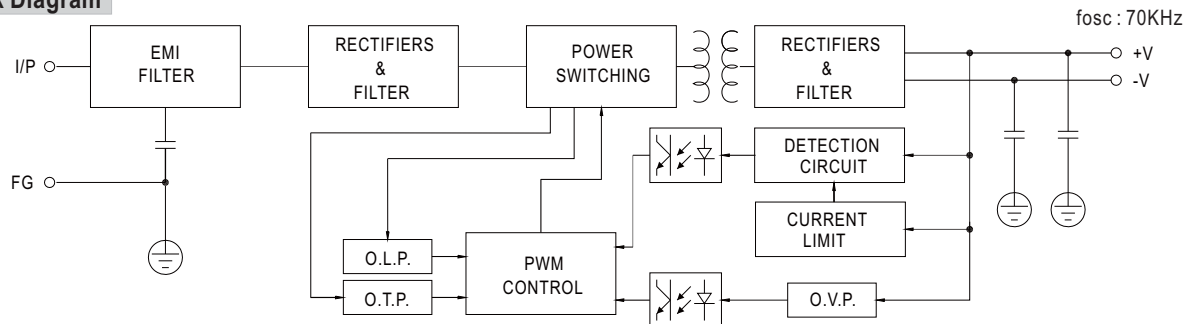 Diagram
fosc : 70KHz
I/P
EMI
FILTER
RECTIFIERS
&
FILTER
POWER
SWITCHING
RECTIFIERS
&
FILTER
+V
-V
DETECTION
CIRCUIT
FG
CURRENT
LIMIT
O.L.P.
PWM
CONTROL
O.T.P.
O.V.P.